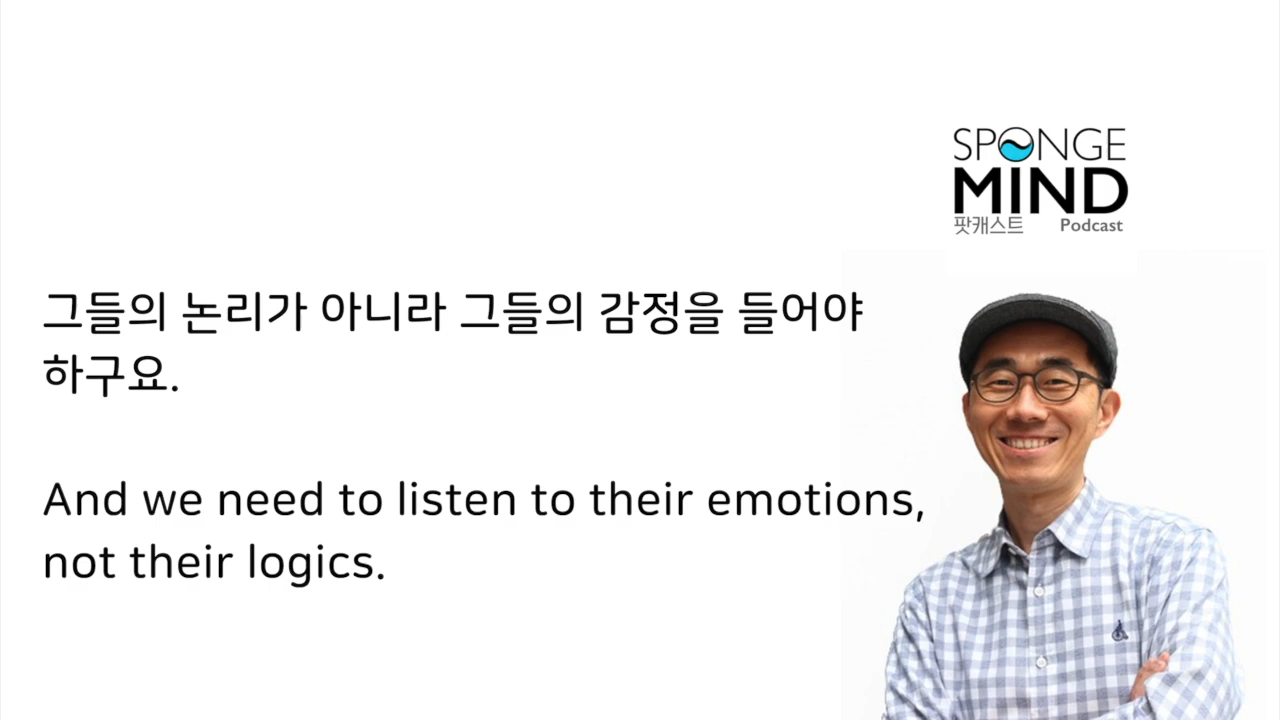 SPONGE
MIND
팟캐스트 Podcast
그들의 논리가 아니라 그들의 감정을 들어야
하구요.
And we need to listen to their emotions,
not their logics.